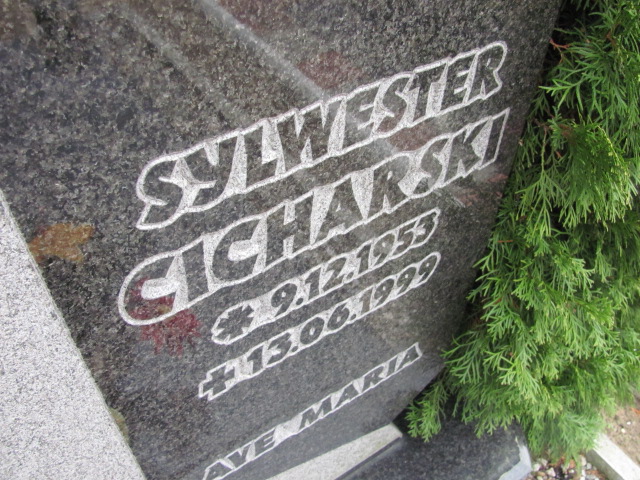 SYLWESTER
CICHARSKI
* 9.12.1953
+ 13.06.1999
AVE MARIA